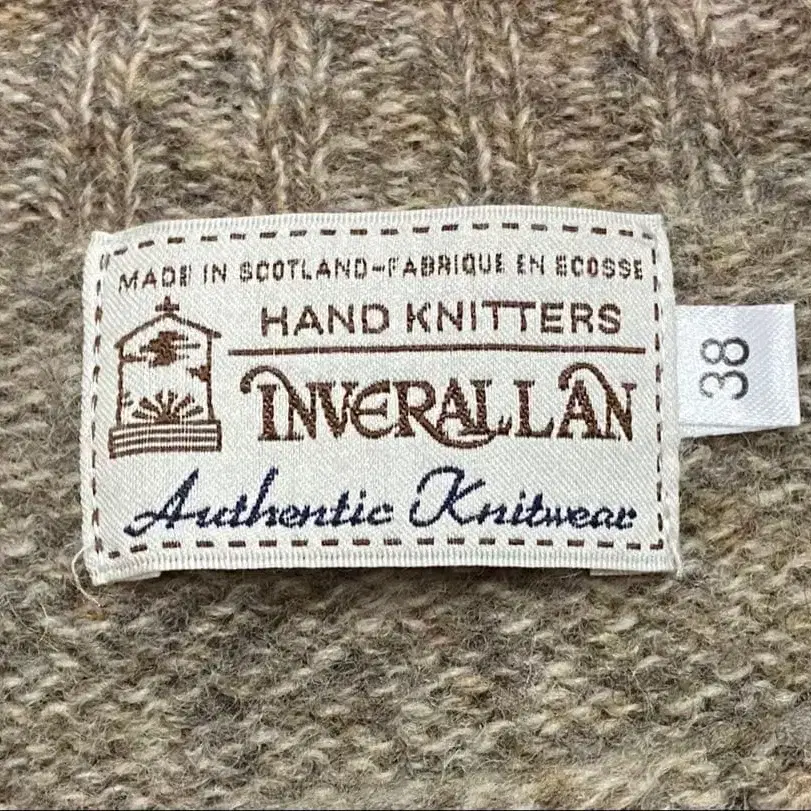 MADE IN SCOTLAND-FABRIQUE EN ECOSSE
HAND KNITTERS
INVERALLAN
Authentic Knitwear
38